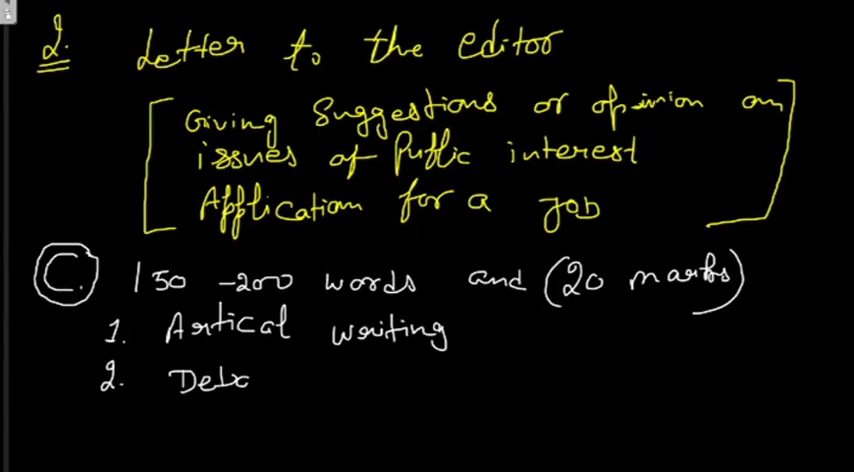 2. Letter to the editor
Giving Suggestions or opinion on
issues of Public interest
Application for a job
C. 150 -200 words and (20 marks)
1. Artical writing
2. Deba